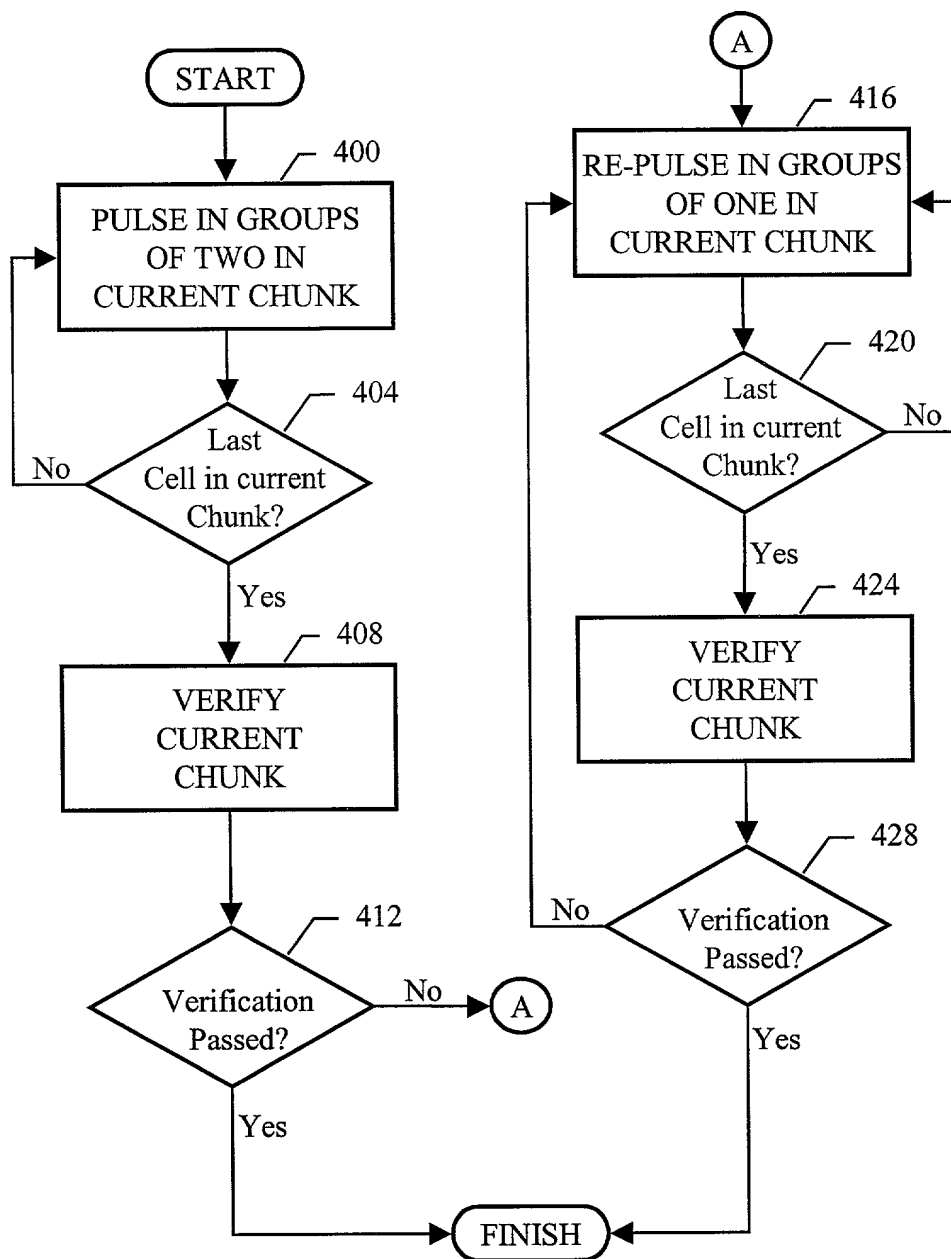 START
400
PULSE IN GROUPS
OF TWO IN
CURRENT CHUNK
404
Last
Cell in current
Chunk?
No
Yes
408
VERIFY
CURRENT
CHUNK
412
Verification
Passed?
No
A
Yes
A
416
RE-PULSE IN GROUPS
OF ONE IN
CURRENT CHUNK
420
Last
Cell in current
Chunk?
No
Yes
424
VERIFY
CURRENT
CHUNK
428
Verification
Passed?
No
Yes
FINISH